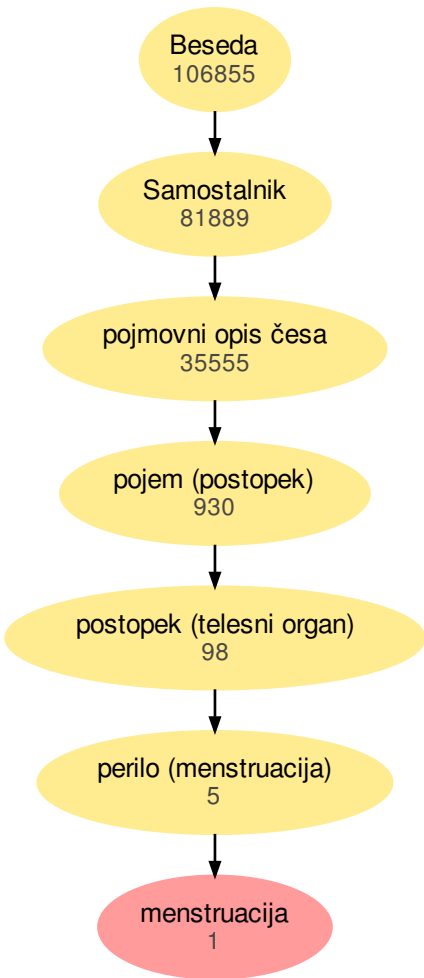 Beseda
106855
Samostalnik
81889
pojmovni opis česa
35555
pojem (postopek)
930
postopek (telesni organ)
98
perilo (menstruacija)
5
menstruacija
1